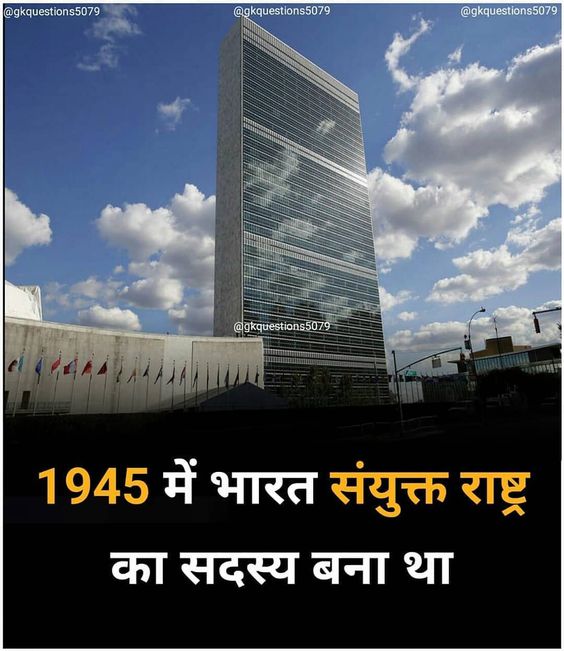 @gkquestions5079 @gkquestions5079 @gkquestions5079
@gkquestions5079
1945 में भारत संयुक्त राष्ट्र
का सदस्य बना था